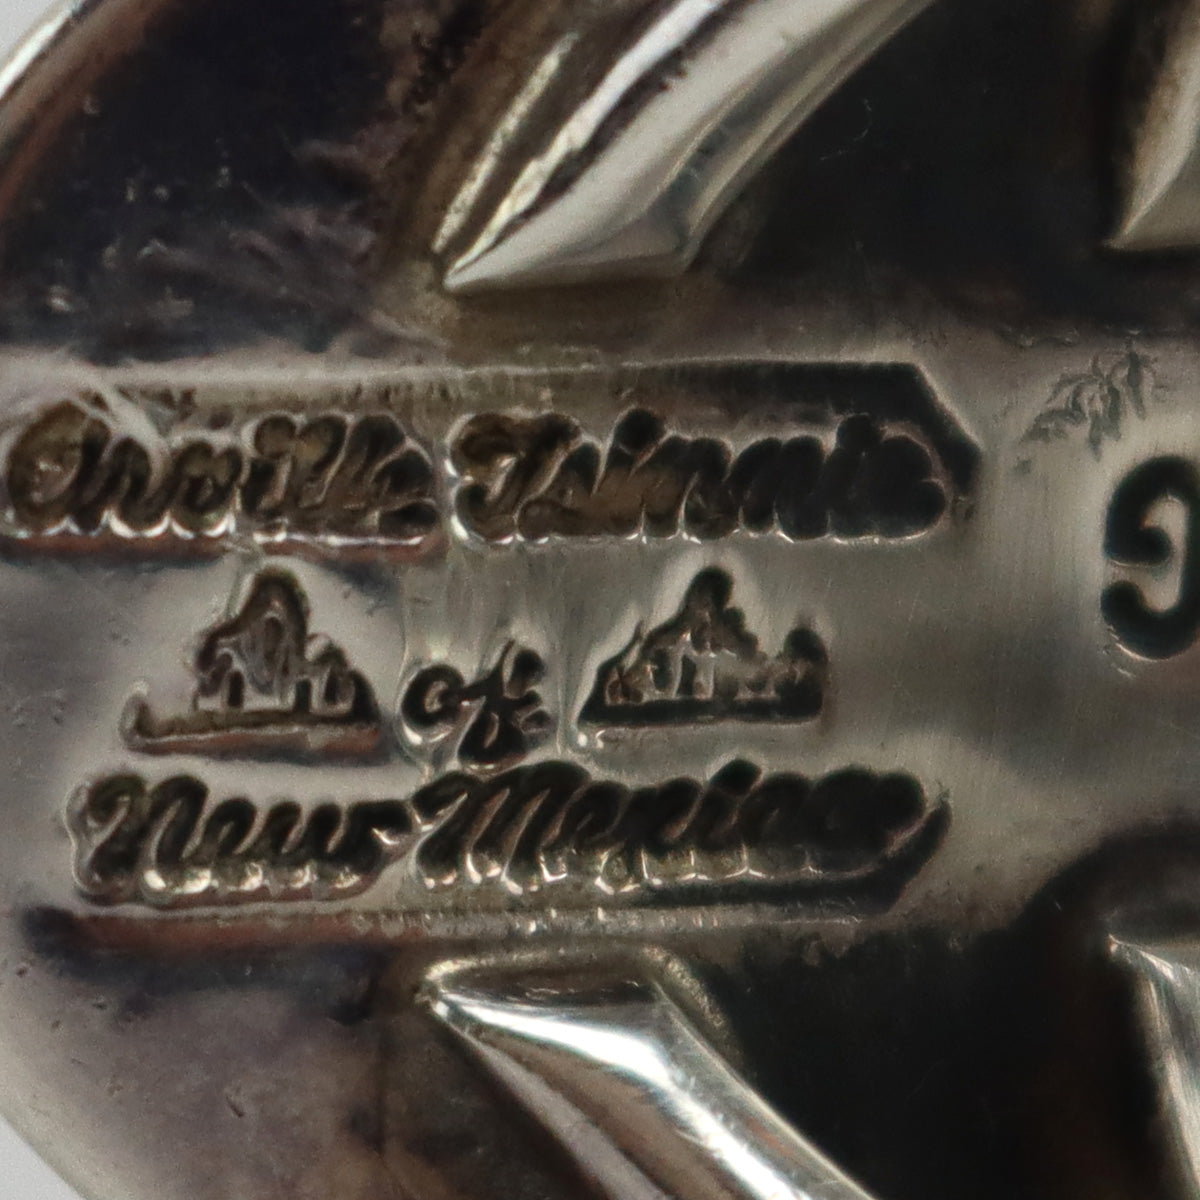 Orville Tsinnie
of
New Mexico
G